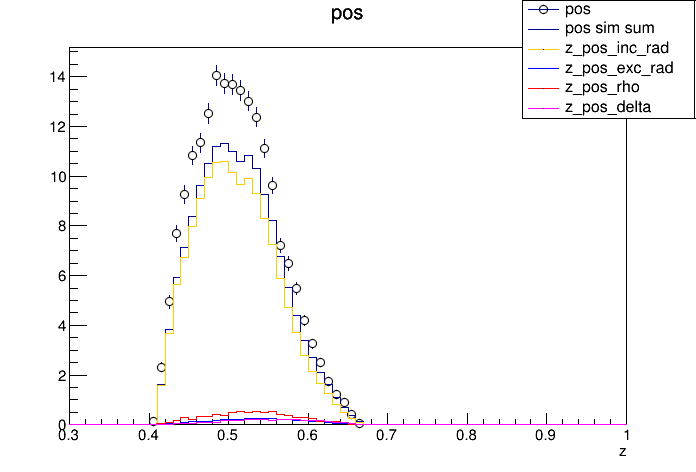 pos
pos
pos sim sum
z_pos_inc_rad
z_pos_exc_rad
z_pos_rho
z_pos_delta
14
12
10
8
6
4
2
0
0.3 0.4 0.5 0.6 0.7 0.8 0.9 1
z